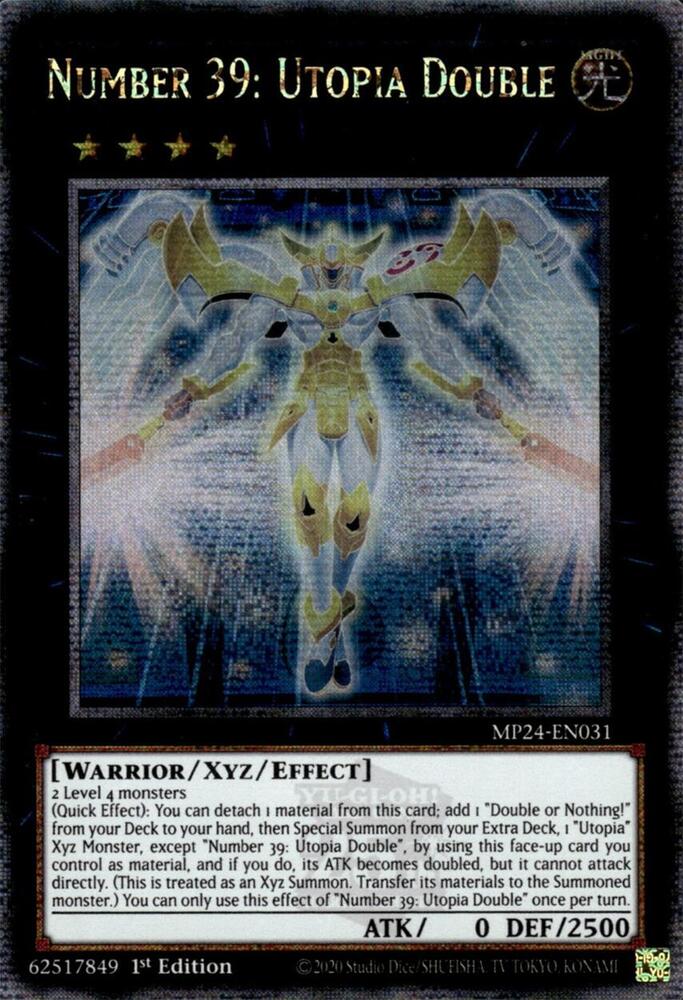 NUMBER 39: UTOPIA DOUBLE
LIGHT
光
39
MP24-EN031
[WARRIOR/XYZ/EFFECT]
2 Level 4 monsters
(Quick Effect): You can detach 1 material from this card; add 1 "Double or Nothing!"
from your Deck to your hand, then Special Summon from your Extra Deck, 1 "Utopia"
Xyz Monster, except "Number 39: Utopia Double", by using this face-up card you
control as material, and if you do, its ATK becomes doubled, but it cannot attack
directly. (This is treated as an Xyz Summon. Transfer its materials to the Summoned
monster.) You can only use this effect of "Number 39: Utopia Double" once per turn.
ATK/ 0 DEF/2500
62517849 1st Edition ©2020 Studio Dice/SHUEISHA, TV TOKYO, KONAMI